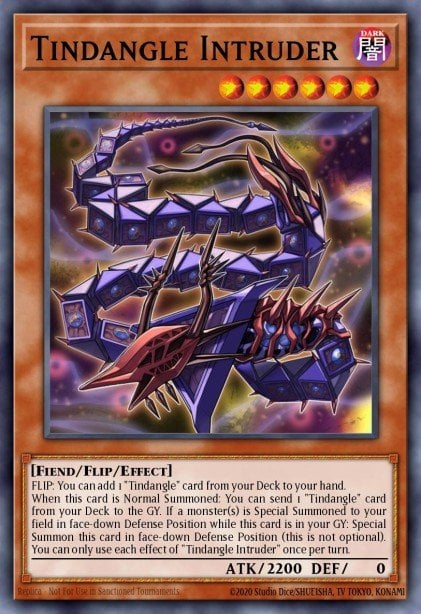 TINDANGLE INTRUDER
DARK
闇
[FIEND/FLIP/EFFECT]
FLIP: You can add 1 "Tindangle" card from your Deck to your hand.
When this card is Normal Summoned: You can send 1 "Tindangle" card
from your Deck to the GY. If a monster(s) is Special Summoned to your
field in face-down Defense Position while this card is in your GY: Special
Summon this card in face-down Defense Position (this is not optional).
You can only use each effect of "Tindangle Intruder" once per turn.
ATK/2200 DEF/ 0
Replica - Not For Use in Sanctioned Tournaments
©2020 Studio Dice/SHUEISHA, TV TOKYO, KONAMI